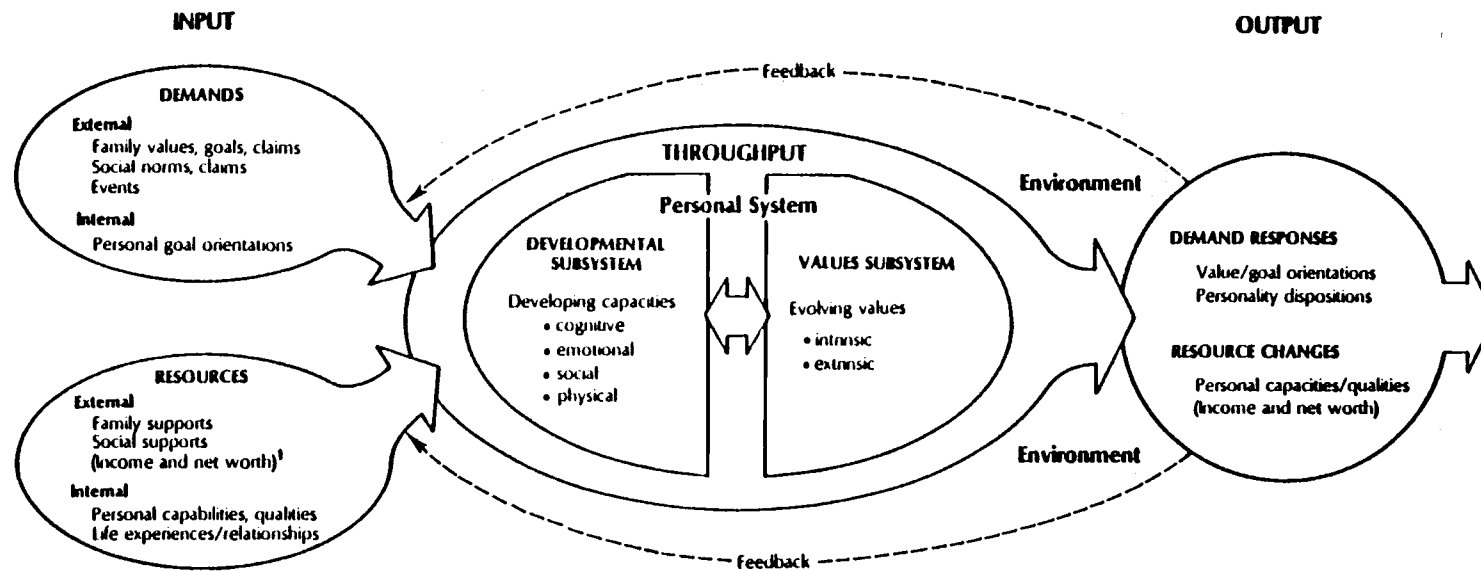 INPUT
OUTPUT
Feedback
DEMANDS
External
Family values, goals, claims
Social norms, claims
Events
Internal
Personal goal orientations
RESOURCES
External
Family supports
Social supports
(Income and net worth)
Internal
Personal capabilities, qualities
Life experiences/relationships
THROUGHPUT
Personal System
DEVELOPMENTAL
SUBSYSTEM
Developing capacities
• cognitive
• emotional
• social
• physical
VALUES SUBSYSTEM
Evolving values
• intrinsic
• extrinsic
Environment
Environment
DEMAND RESPONSES
Value/goal orientations
Personality dispositions
RESOURCE CHANGES
Personal capacities/qualities
(Income and net worth)
Feedback